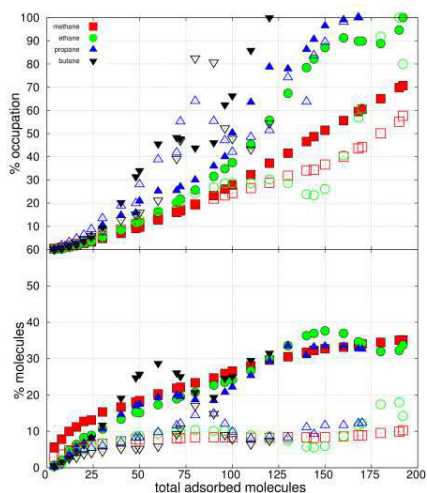 100
methane
90
ethane
80
propane
70
butane
60
50
% occupation
40
30
20
10
60
50
% molecules
40
30
20
10
0
0 25 50 75 100 125 150 175 200
total adsorbed molecules